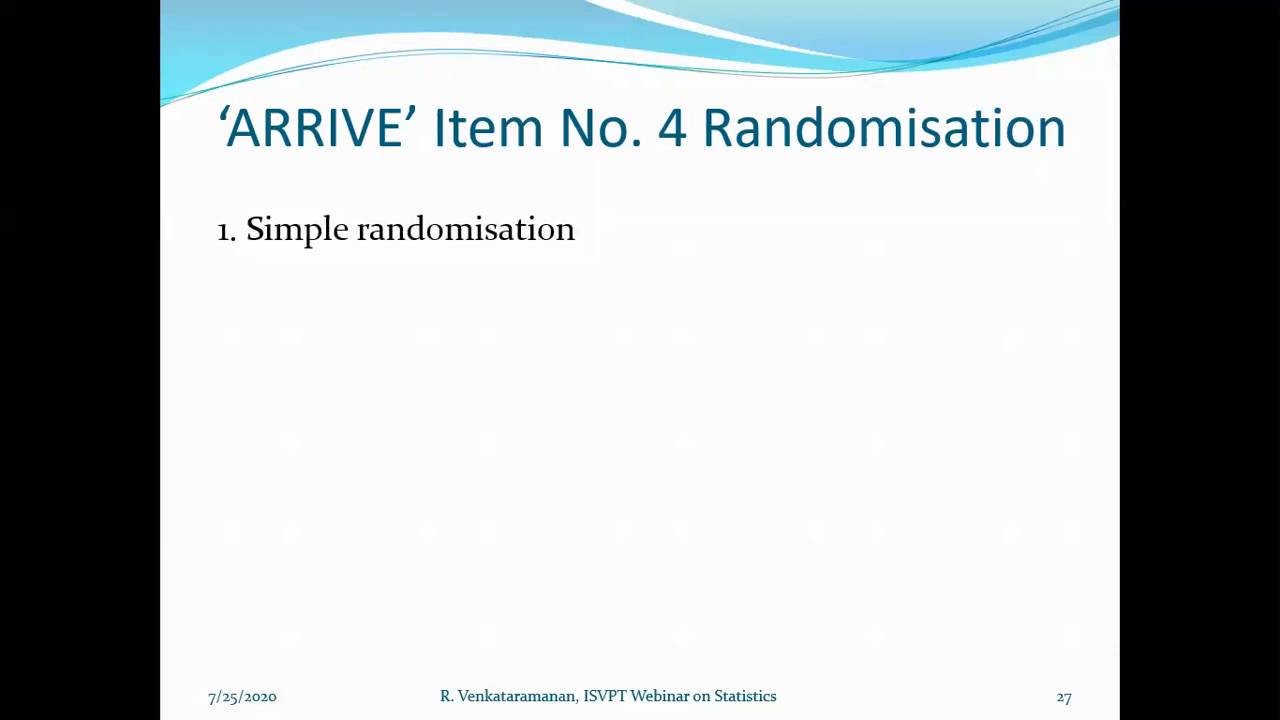 ‘ARRIVE’ Item No. 4 Randomisation
1. Simple randomisation
7/25/2020
R. Venkataramanan, ISVPT Webinar on Statistics
27